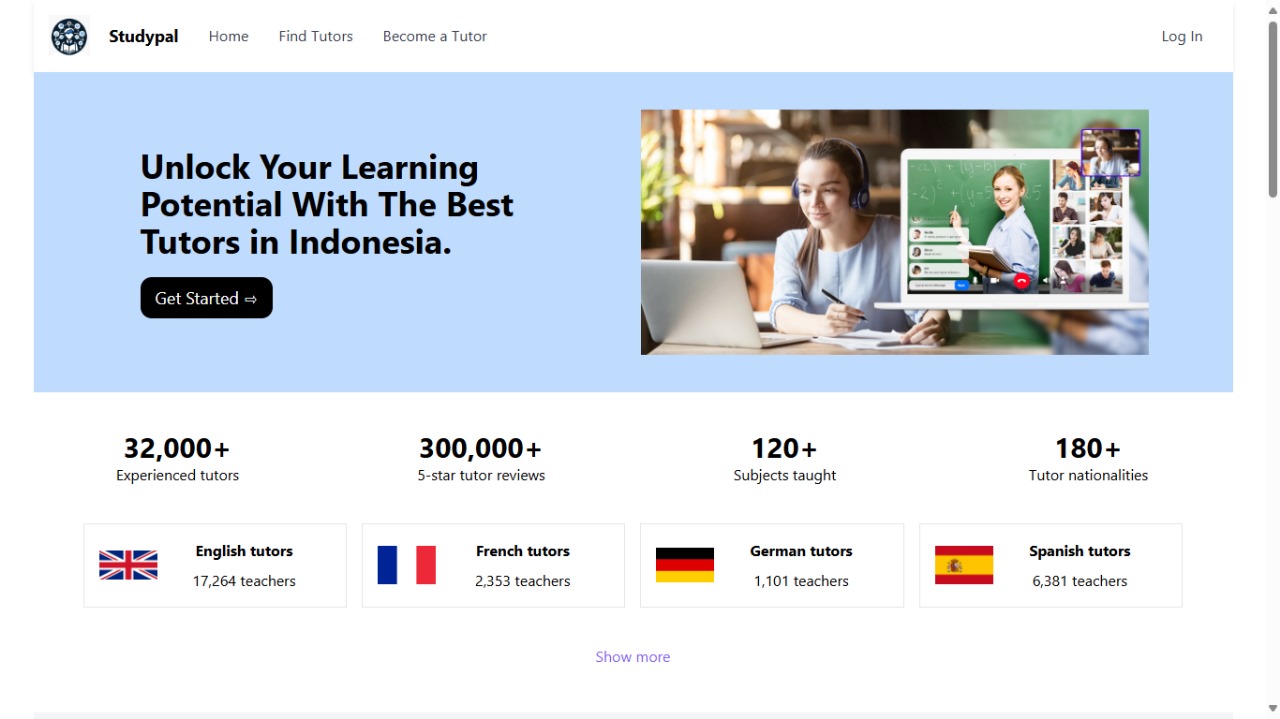 Studypal
Home
Find Tutors
Become a Tutor
Log In
Unlock Your Learning
Potential With The Best
Tutors in Indonesia.
Get Started ⇨
32,000+
Experienced tutors
300,000+
5-star tutor reviews
120+
Subjects taught
180+
Tutor nationalities
English tutors
17,264 teachers
French tutors
2,353 teachers
German tutors
1,101 teachers
Spanish tutors
6,381 teachers
Show more